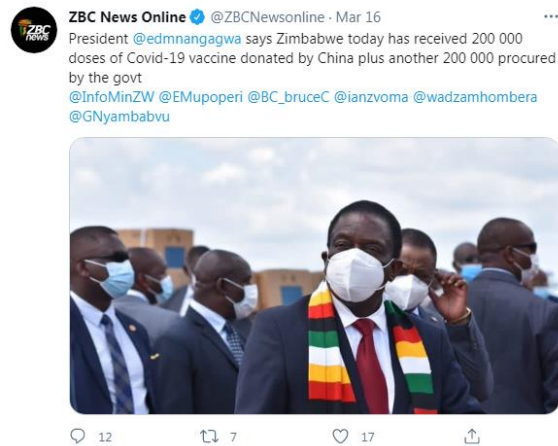 ZBC News Online @ZBCNewsonline · Mar 16
President @edmnangagwa says Zimbabwe today has received 200 000
doses of Covid-19 vaccine donated by China plus another 200 000 procured
by the govt
@InfoMinZW @EMupoperi @BC_bruceC @ianzvoma @wadzamhombera
@GNyambabvu
ZBC
news
12 7 17